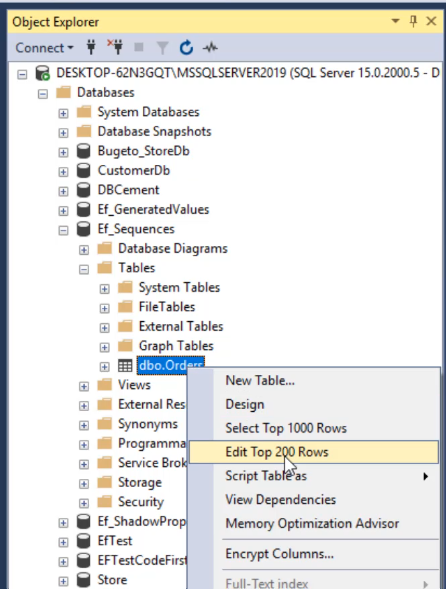 Object Explorer
Connect
DESKTOP-62N3GQT\MSSQLSERVER2019 (SQL Server 15.0.2000.5 - D
Databases
System Databases
Database Snapshots
Bugeto_StoreDb
CustomerDb
DBCement
Ef_GeneratedValues
Ef_Sequences
Database Diagrams
Tables
System Tables
FileTables
External Tables
Graph Tables
dbo.Orders
Views
External Res
Synonyms
Programma
Service Brok
Storage
Security
Ef_ShadowProp
EfTest
EFTestCodeFirst
Store
New Table...
Design
Select Top 1000 Rows
Edit Top 200 Rows
Script Table as
View Dependencies
Memory Optimization Advisor
Encrypt Columns...
Full-Text index